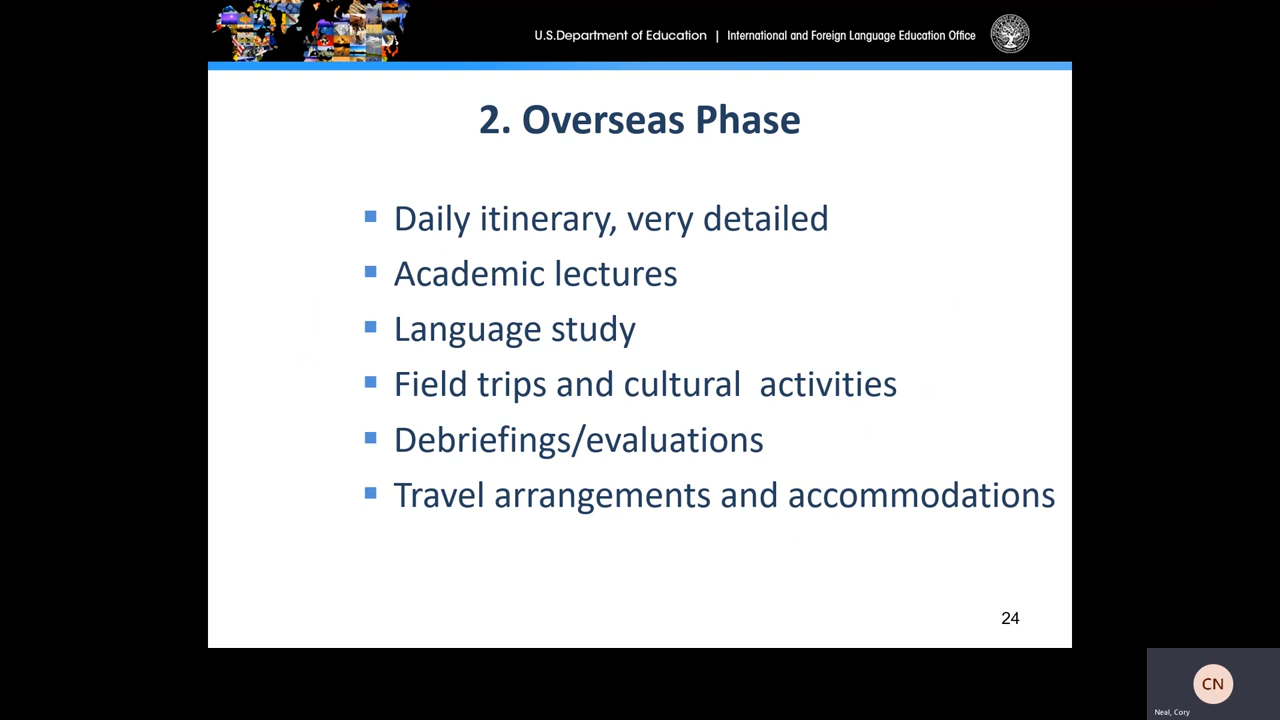 U.S.Department of Education | International and Foreign Language Education Office
2. Overseas Phase
Daily itinerary, very detailed
Academic lectures
Language study
Field trips and cultural  activities
Debriefings/evaluations
Travel arrangements and accommodations
24
CN
Neal, Cory